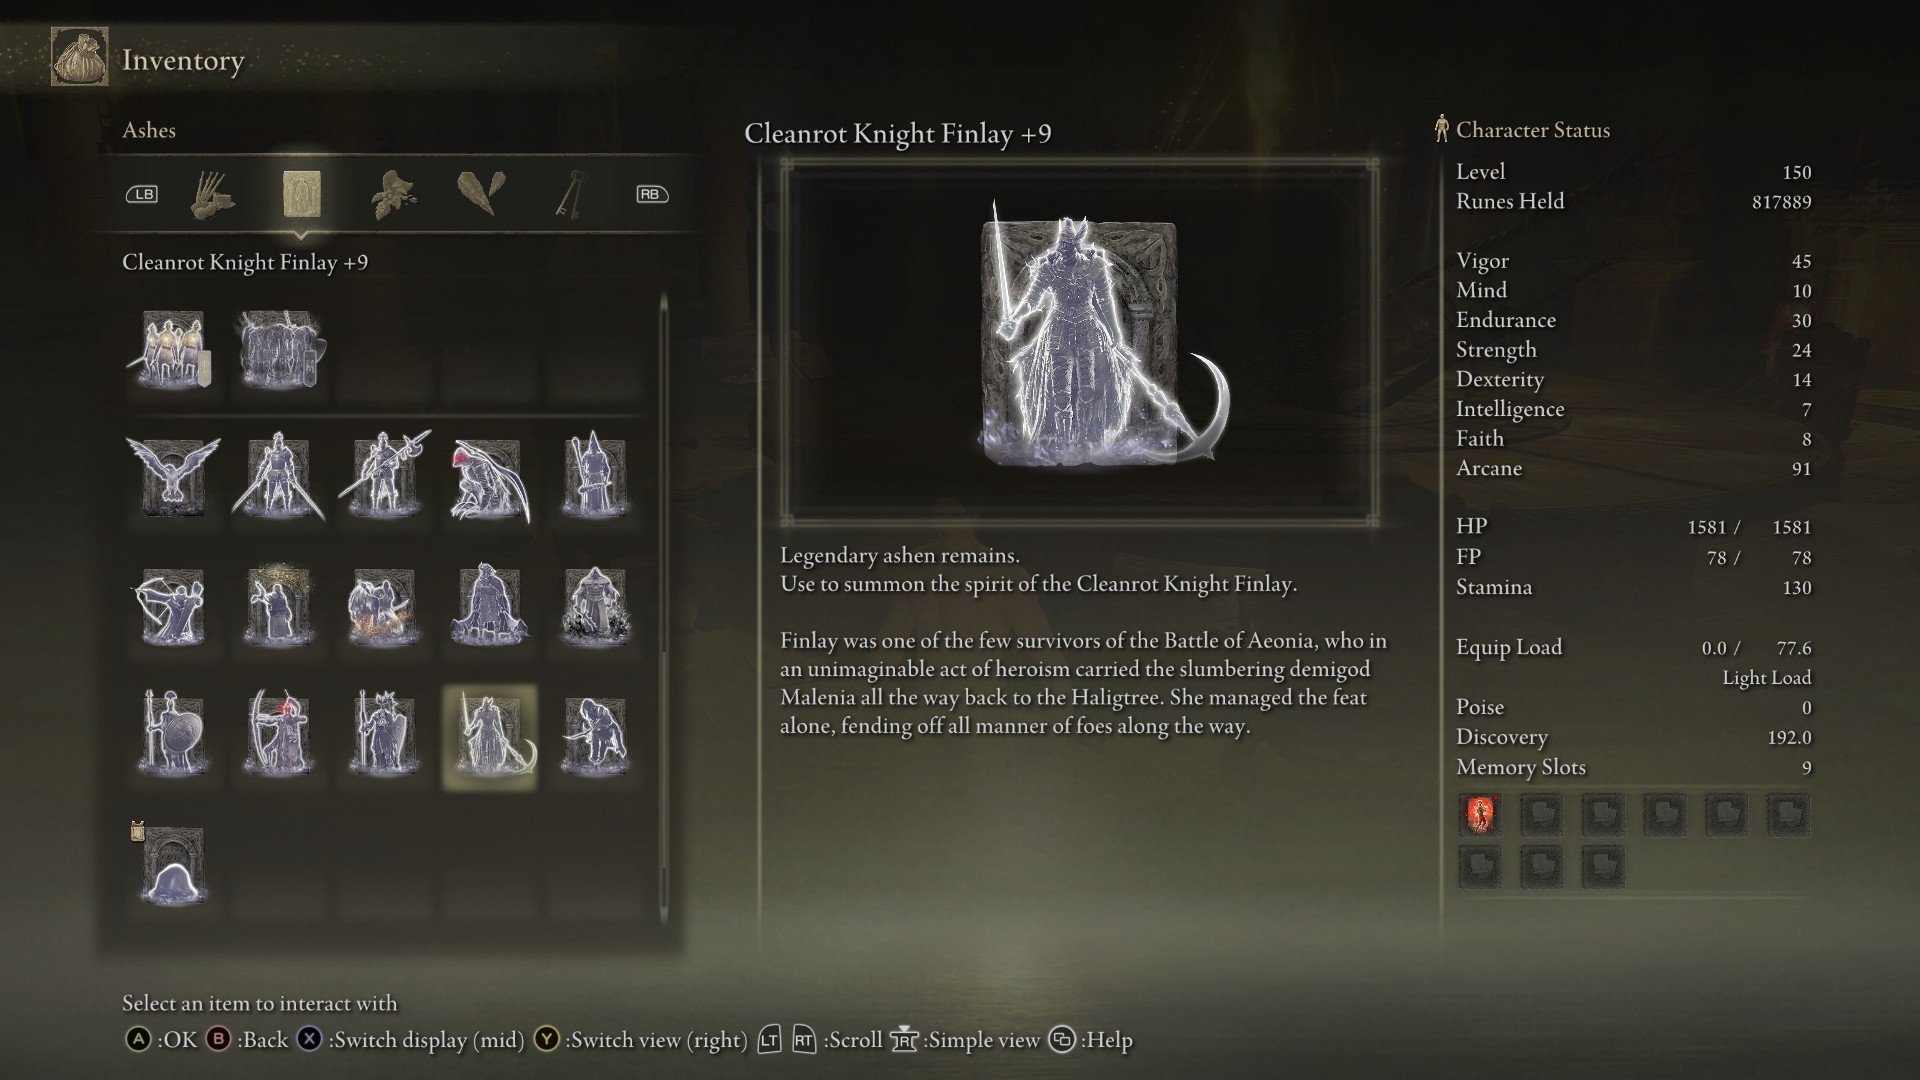 Inventory
Ashes
LB
RB
Cleanrot Knight Finlay +9
Cleanrot Knight Finlay +9
Legendary ashen remains.
Use to summon the spirit of the Cleanrot Knight Finlay.
Finlay was one of the few survivors of the Battle of Aeonia, who in
an unimaginable act of heroism carried the slumbering demigod
Malenia all the way back to the Haligtree. She managed the feat
alone, fending off all manner of foes along the way.
Character Status
Level 150
Runes Held 817889
Vigor 45
Mind 10
Endurance 30
Strength 24
Dexterity 14
Intelligence 7
Faith 8
Arcane 91
HP 1581 / 1581
FP 78 / 78
Stamina 130
Equip Load 0.0 / 77.6
Light Load
Poise 0
Discovery 192.0
Memory Slots 9
Select an item to interact with
A :OK B :Back X :Switch display (mid) Y :Switch view (right) LT RT :Scroll R :Simple view :Help